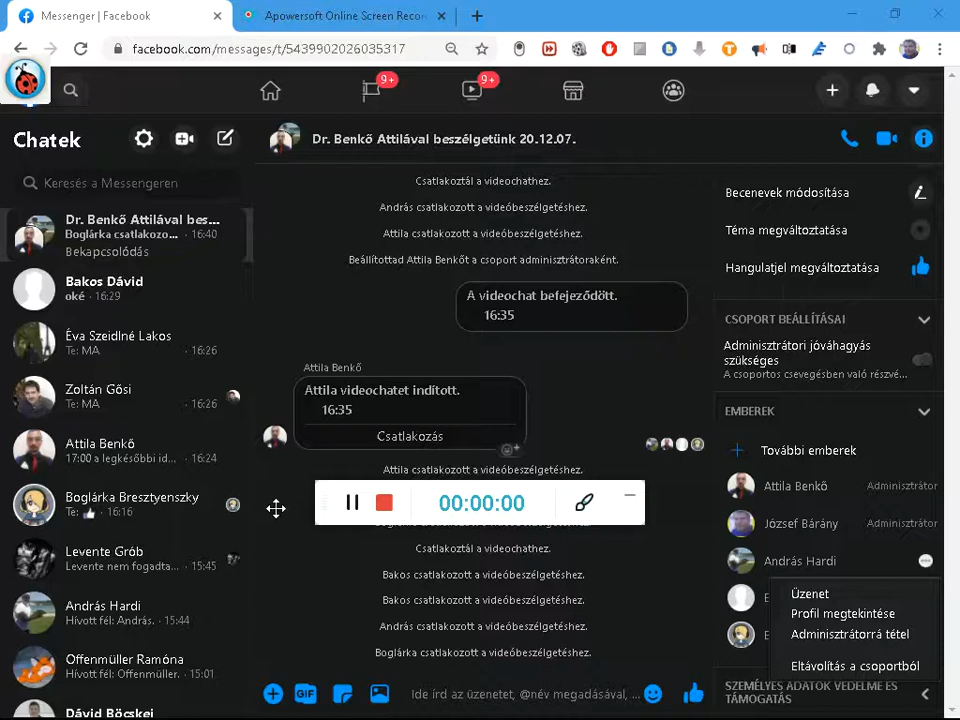 Messenger | Facebook
Apowersoft Online Screen Recor
facebook.com/messages/t/5439902026035317
9+
9+
Chatek
Keresés a Messengeren
Dr. Benkő Attilával bes...
Boglárka csatlakozo... · 16:40
Bekapcsolódás
Bakos Dávid
oké · 16:29
Éva Szeidlné Lakos
Te: MA · 16:26
Zoltán Gősi
Te: MA · 16:26
Attila Benkő
17:00 a legkésőbbi id... · 16:24
Boglárka Bresztyenszky
Te: 👍 · 16:16
Levente Grób
Levente nem fogadta... · 15:45
András Hardi
Hívott fél: András. · 15:44
Offenmüller Ramóna
Hívott fél: Offenmüller. · 15:01
Dávid Böcskei
Dr. Benkő Attilával beszélgetünk 20.12.07.
Csatlakoztál a videochathez.
András csatlakozott a videóbeszélgetéshez.
Attila csatlakozott a videóbeszélgetéshez.
Beállítottad Attila Benkőt a csoport adminisztrátoraként.
A videochat befejeződött.
16:35
Attila Benkő
Attila videochatet indított.
16:35
Csatlakozás
Attila csatlakozott a videóbeszélgetéshez.
00:00:00
Csatlakoztál a videochathez.
Bakos csatlakozott a videóbeszélgetéshez.
Bakos csatlakozott a videóbeszélgetéshez.
András csatlakozott a videóbeszélgetéshez.
Boglárka csatlakozott a videóbeszélgetéshez.
GIF
Ide írd az üzenetet, @név megadásával, ...
Becenevek módosítása
Téma megváltoztatása
Hangulatjel megváltoztatása
CSOPORT BEÁLLÍTÁSAI
Adminisztrátori jóváhagyás
szükséges
A csoportos csevegésben való részvé...
EMBEREK
További emberek
Attila Benkő Adminisztrátor
József Bárány Adminisztrátor
András Hardi
Üzenet
Profil megtekintése
Adminisztrátorrá tétel
Eltávolítás a csoportból
SZEMÉLYES ADATOK VÉDELME ÉS
TÁMOGATÁS